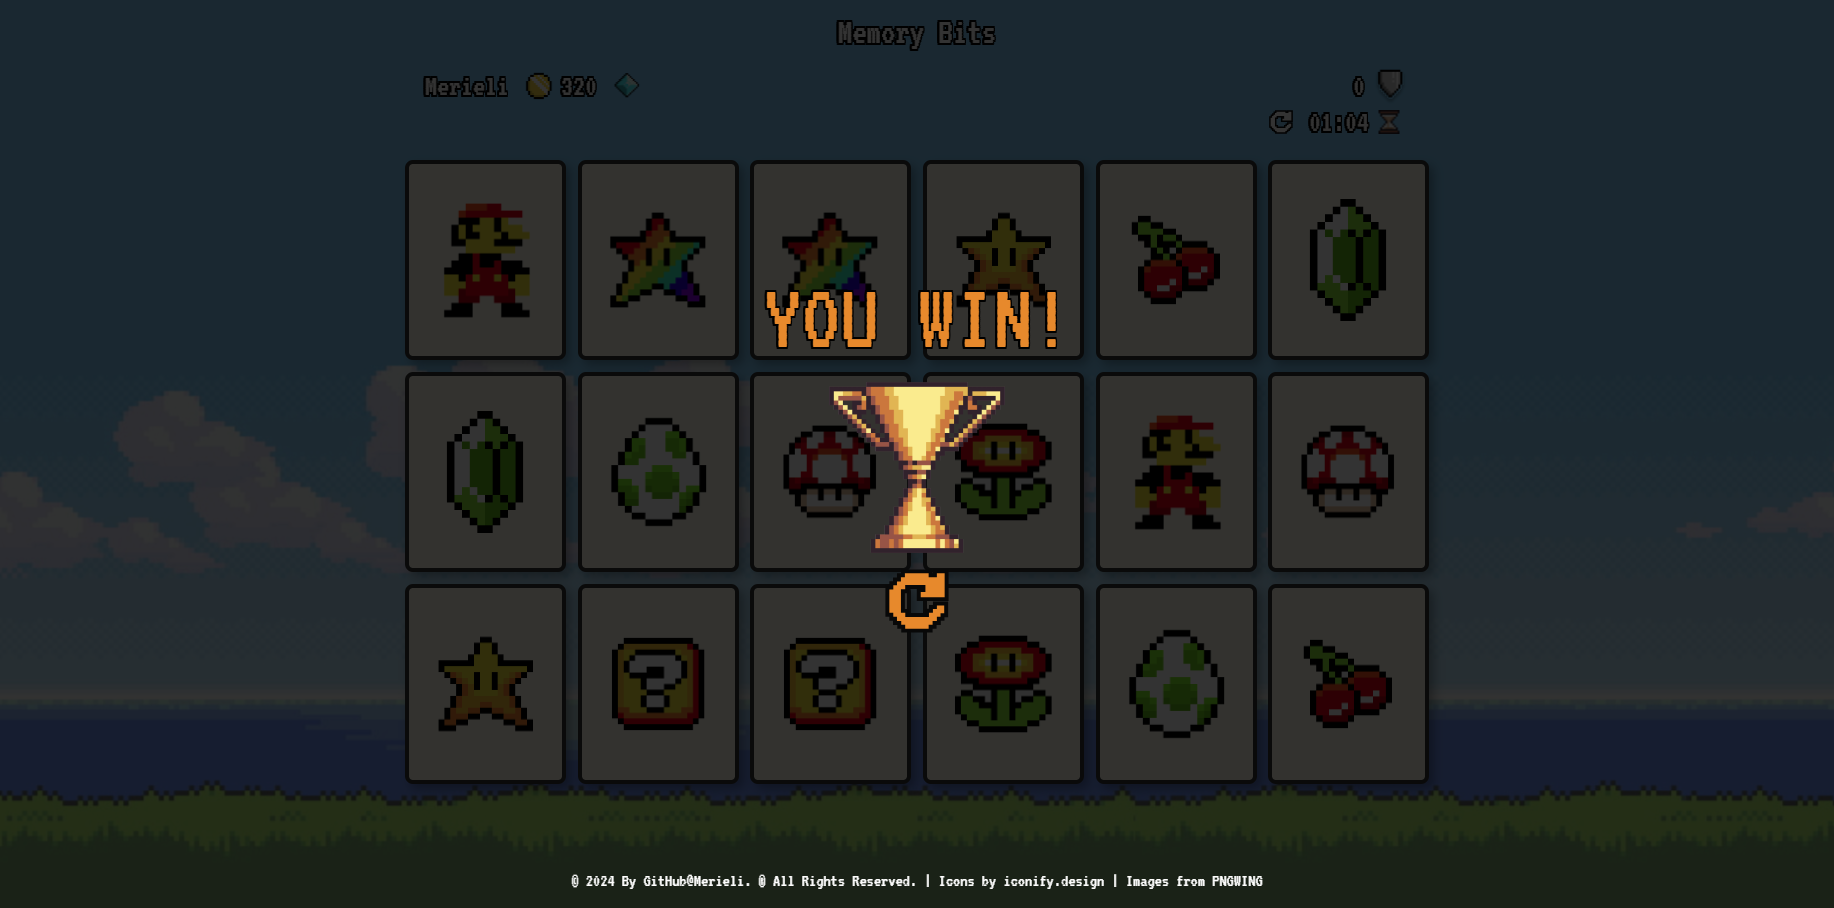 Memory Bits
Merieli 320 0
01:04
YOU WIN!
? ?
© 2024 By GitHub@Merieli. ® All Rights Reserved. | Icons by iconify.design | Images from PNGWING